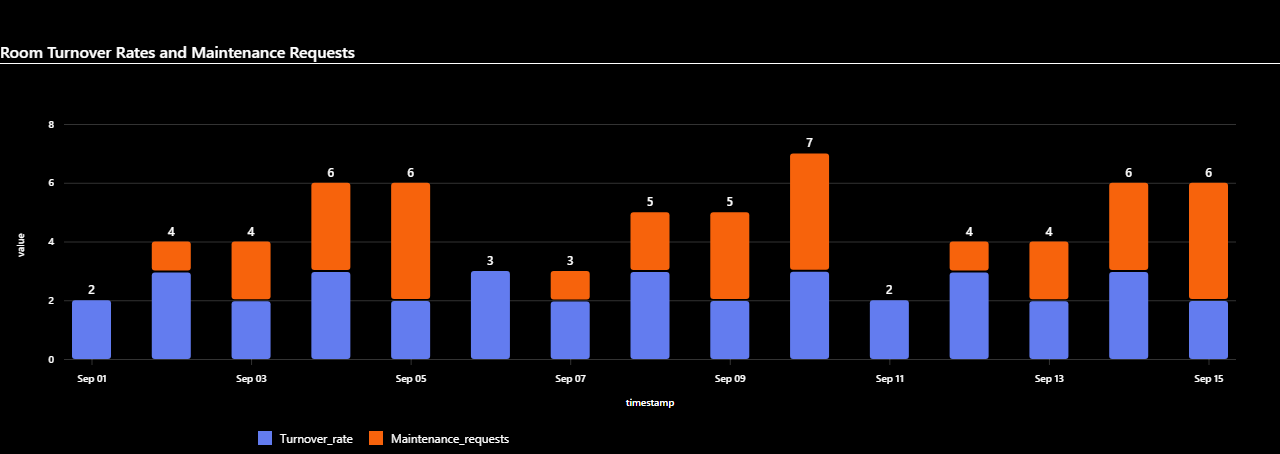 Room Turnover Rates and Maintenance Requests
8
7
6
6
6
6
6
5
5
value
4
4
4
4
4
3
3
2
2
2
0
Sep 01
Sep 03
Sep 05
Sep 07
Sep 09
Sep 11
Sep 13
Sep 15
timestamp
Turnover_rate
Maintenance_requests